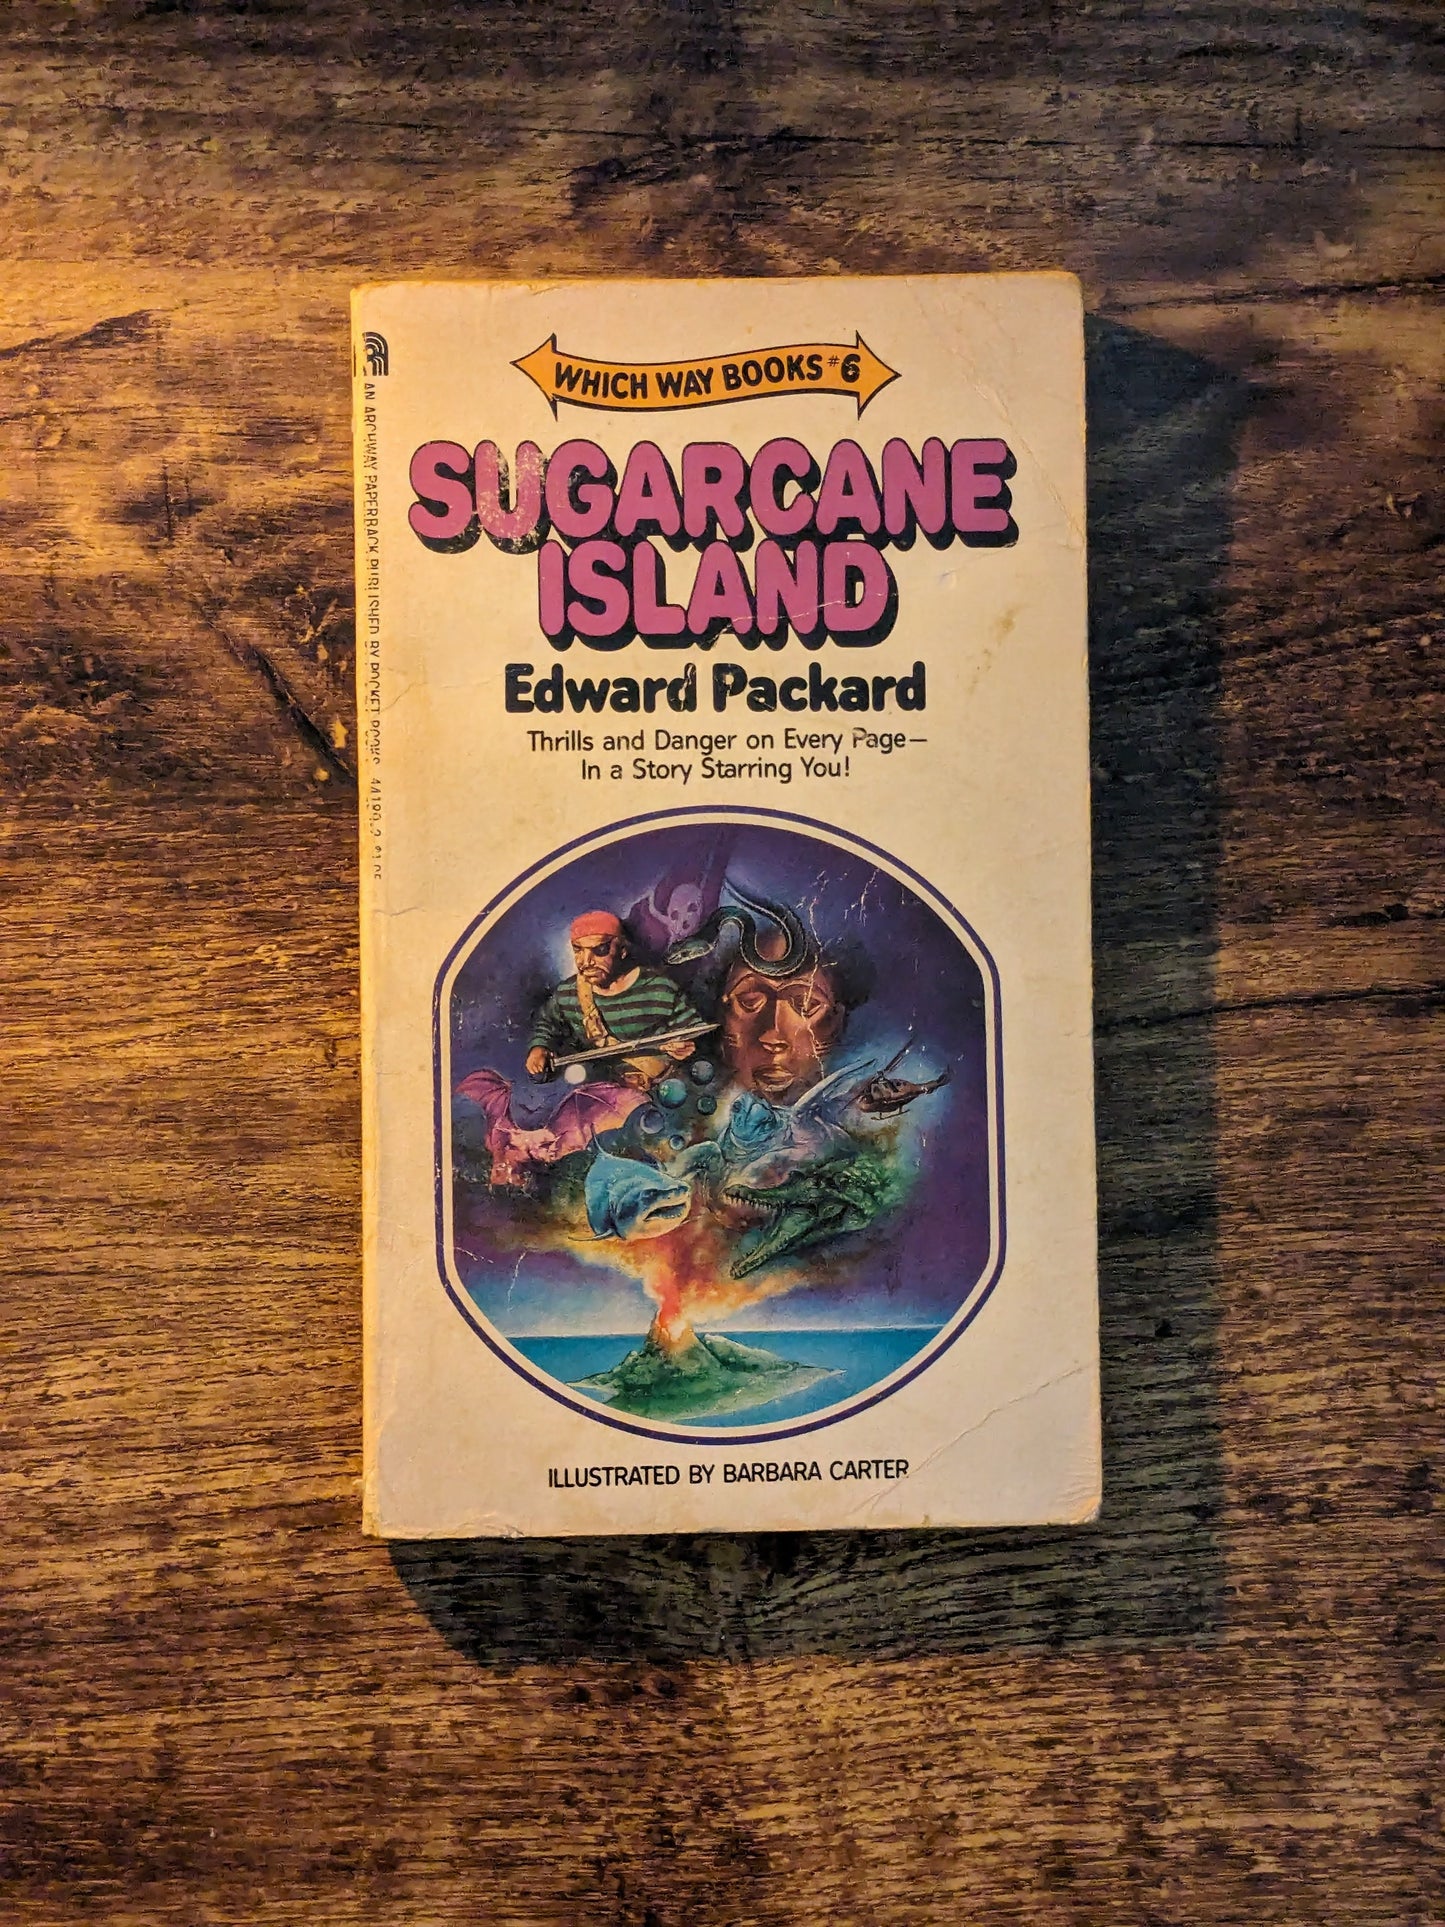 WHICH WAY BOOKS #6
SUGARCANE
ISLAND
Edward Packard
Thrills and Danger on Every Page—
In a Story Starring You!
ILLUSTRATED BY BARBARA CARTER
AN ARCHWAY PAPERBACK PUBLISHED BY POCKET BOOKS